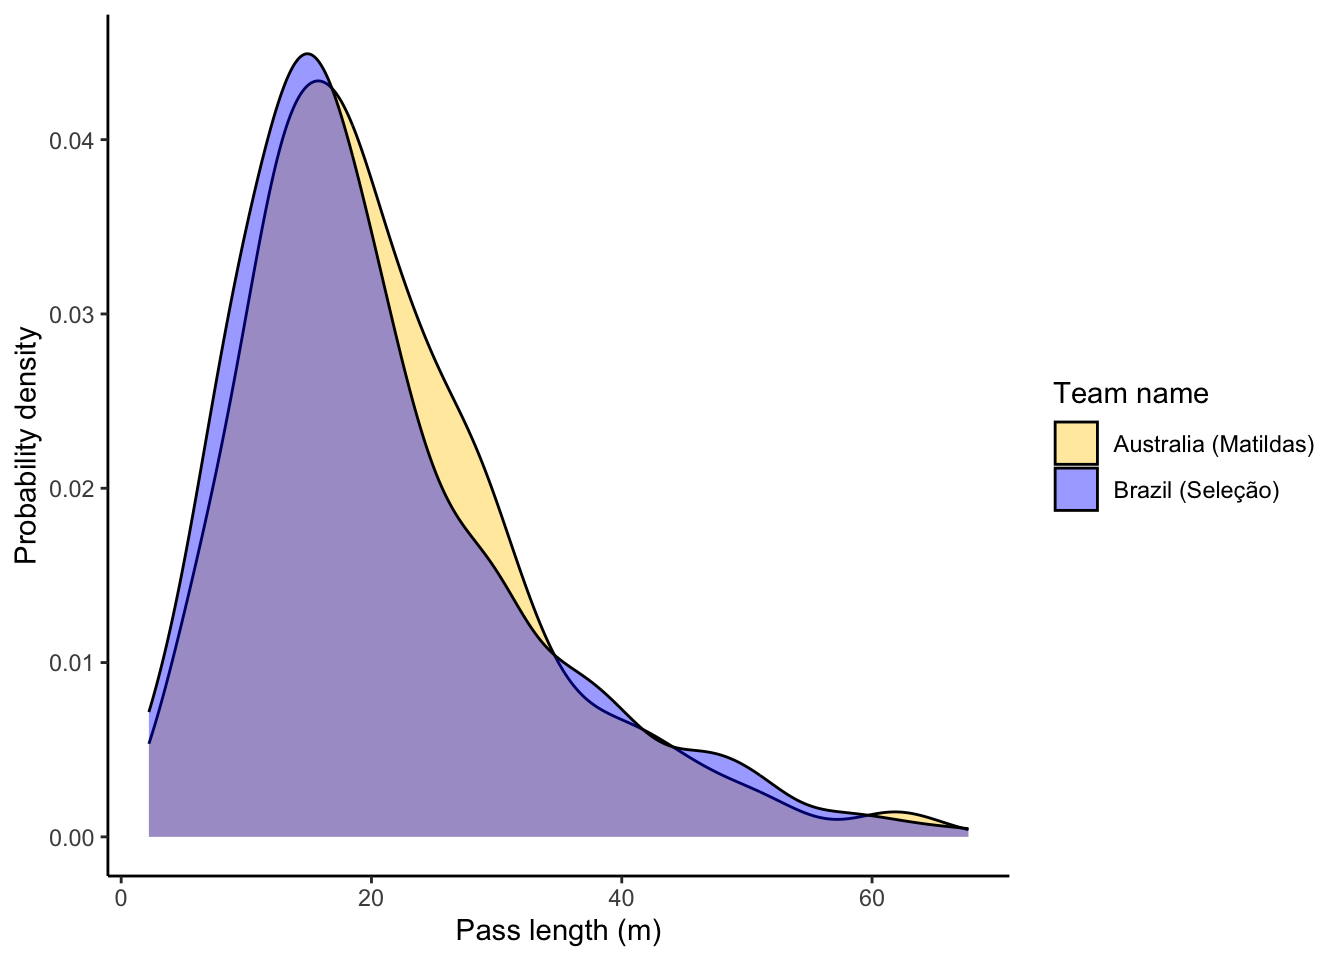 0.04
0.03
0.02
0.01
0.00
Probability density
0 20 40 60
Pass length (m)
Team name
Australia (Matildas)
Brazil (Seleção)